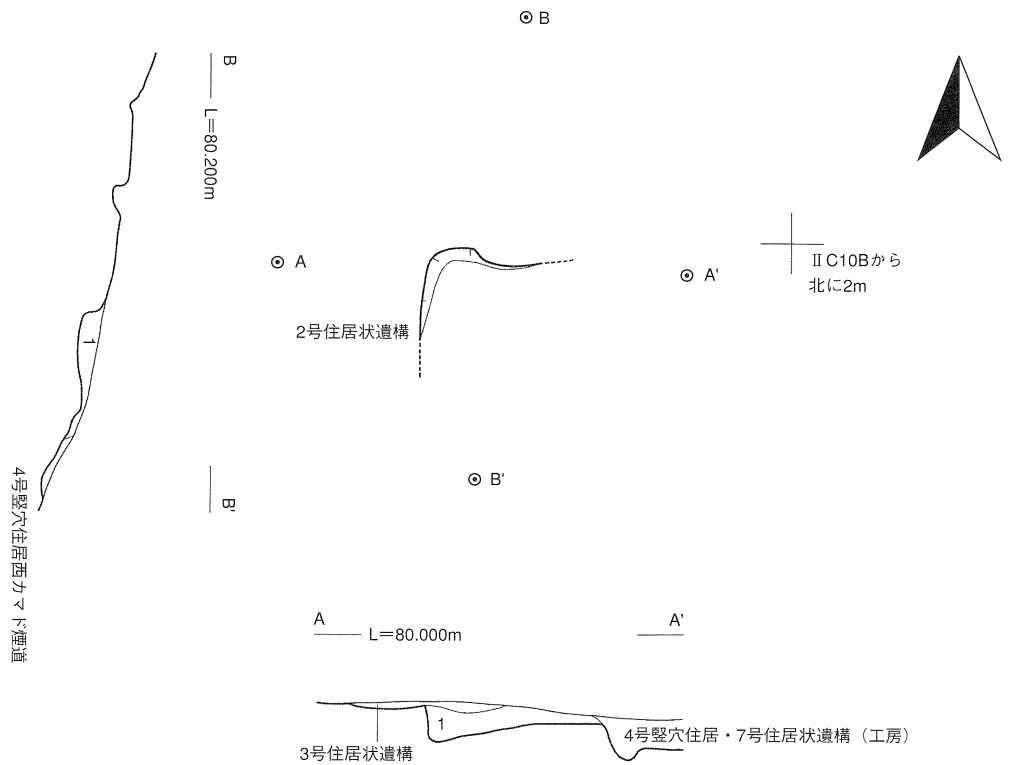 B
B
L＝80.200m
A
A'
ⅡC10Bから
北に2m
2号住居状遺構
1
B'
B'
4号竪穴住居西カマド煙道
A
L＝80.000m
A'
1
3号住居状遺構
4号竪穴住居・7号住居状遺構（工房）